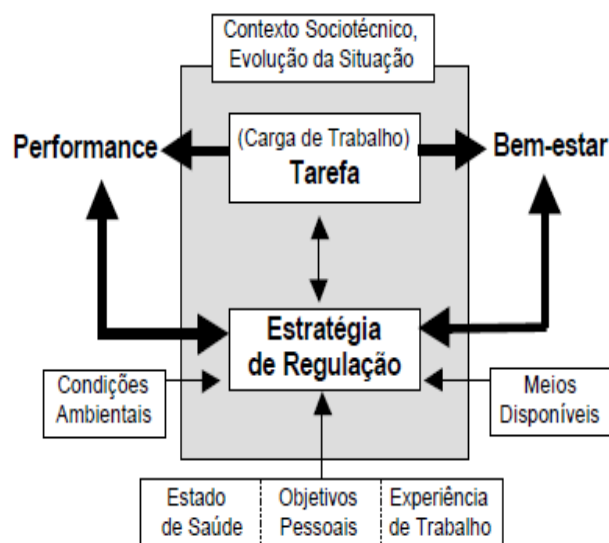 Contexto Sociotécnico,
Evolução da Situação
(Carga de Trabalho)
Tarefa
Performance
Bem-estar
Estratégia
de Regulação
Condições
Ambientais
Meios
Disponíveis
Estado
de Saúde
Objetivos
Pessoais
Experiência
de Trabalho